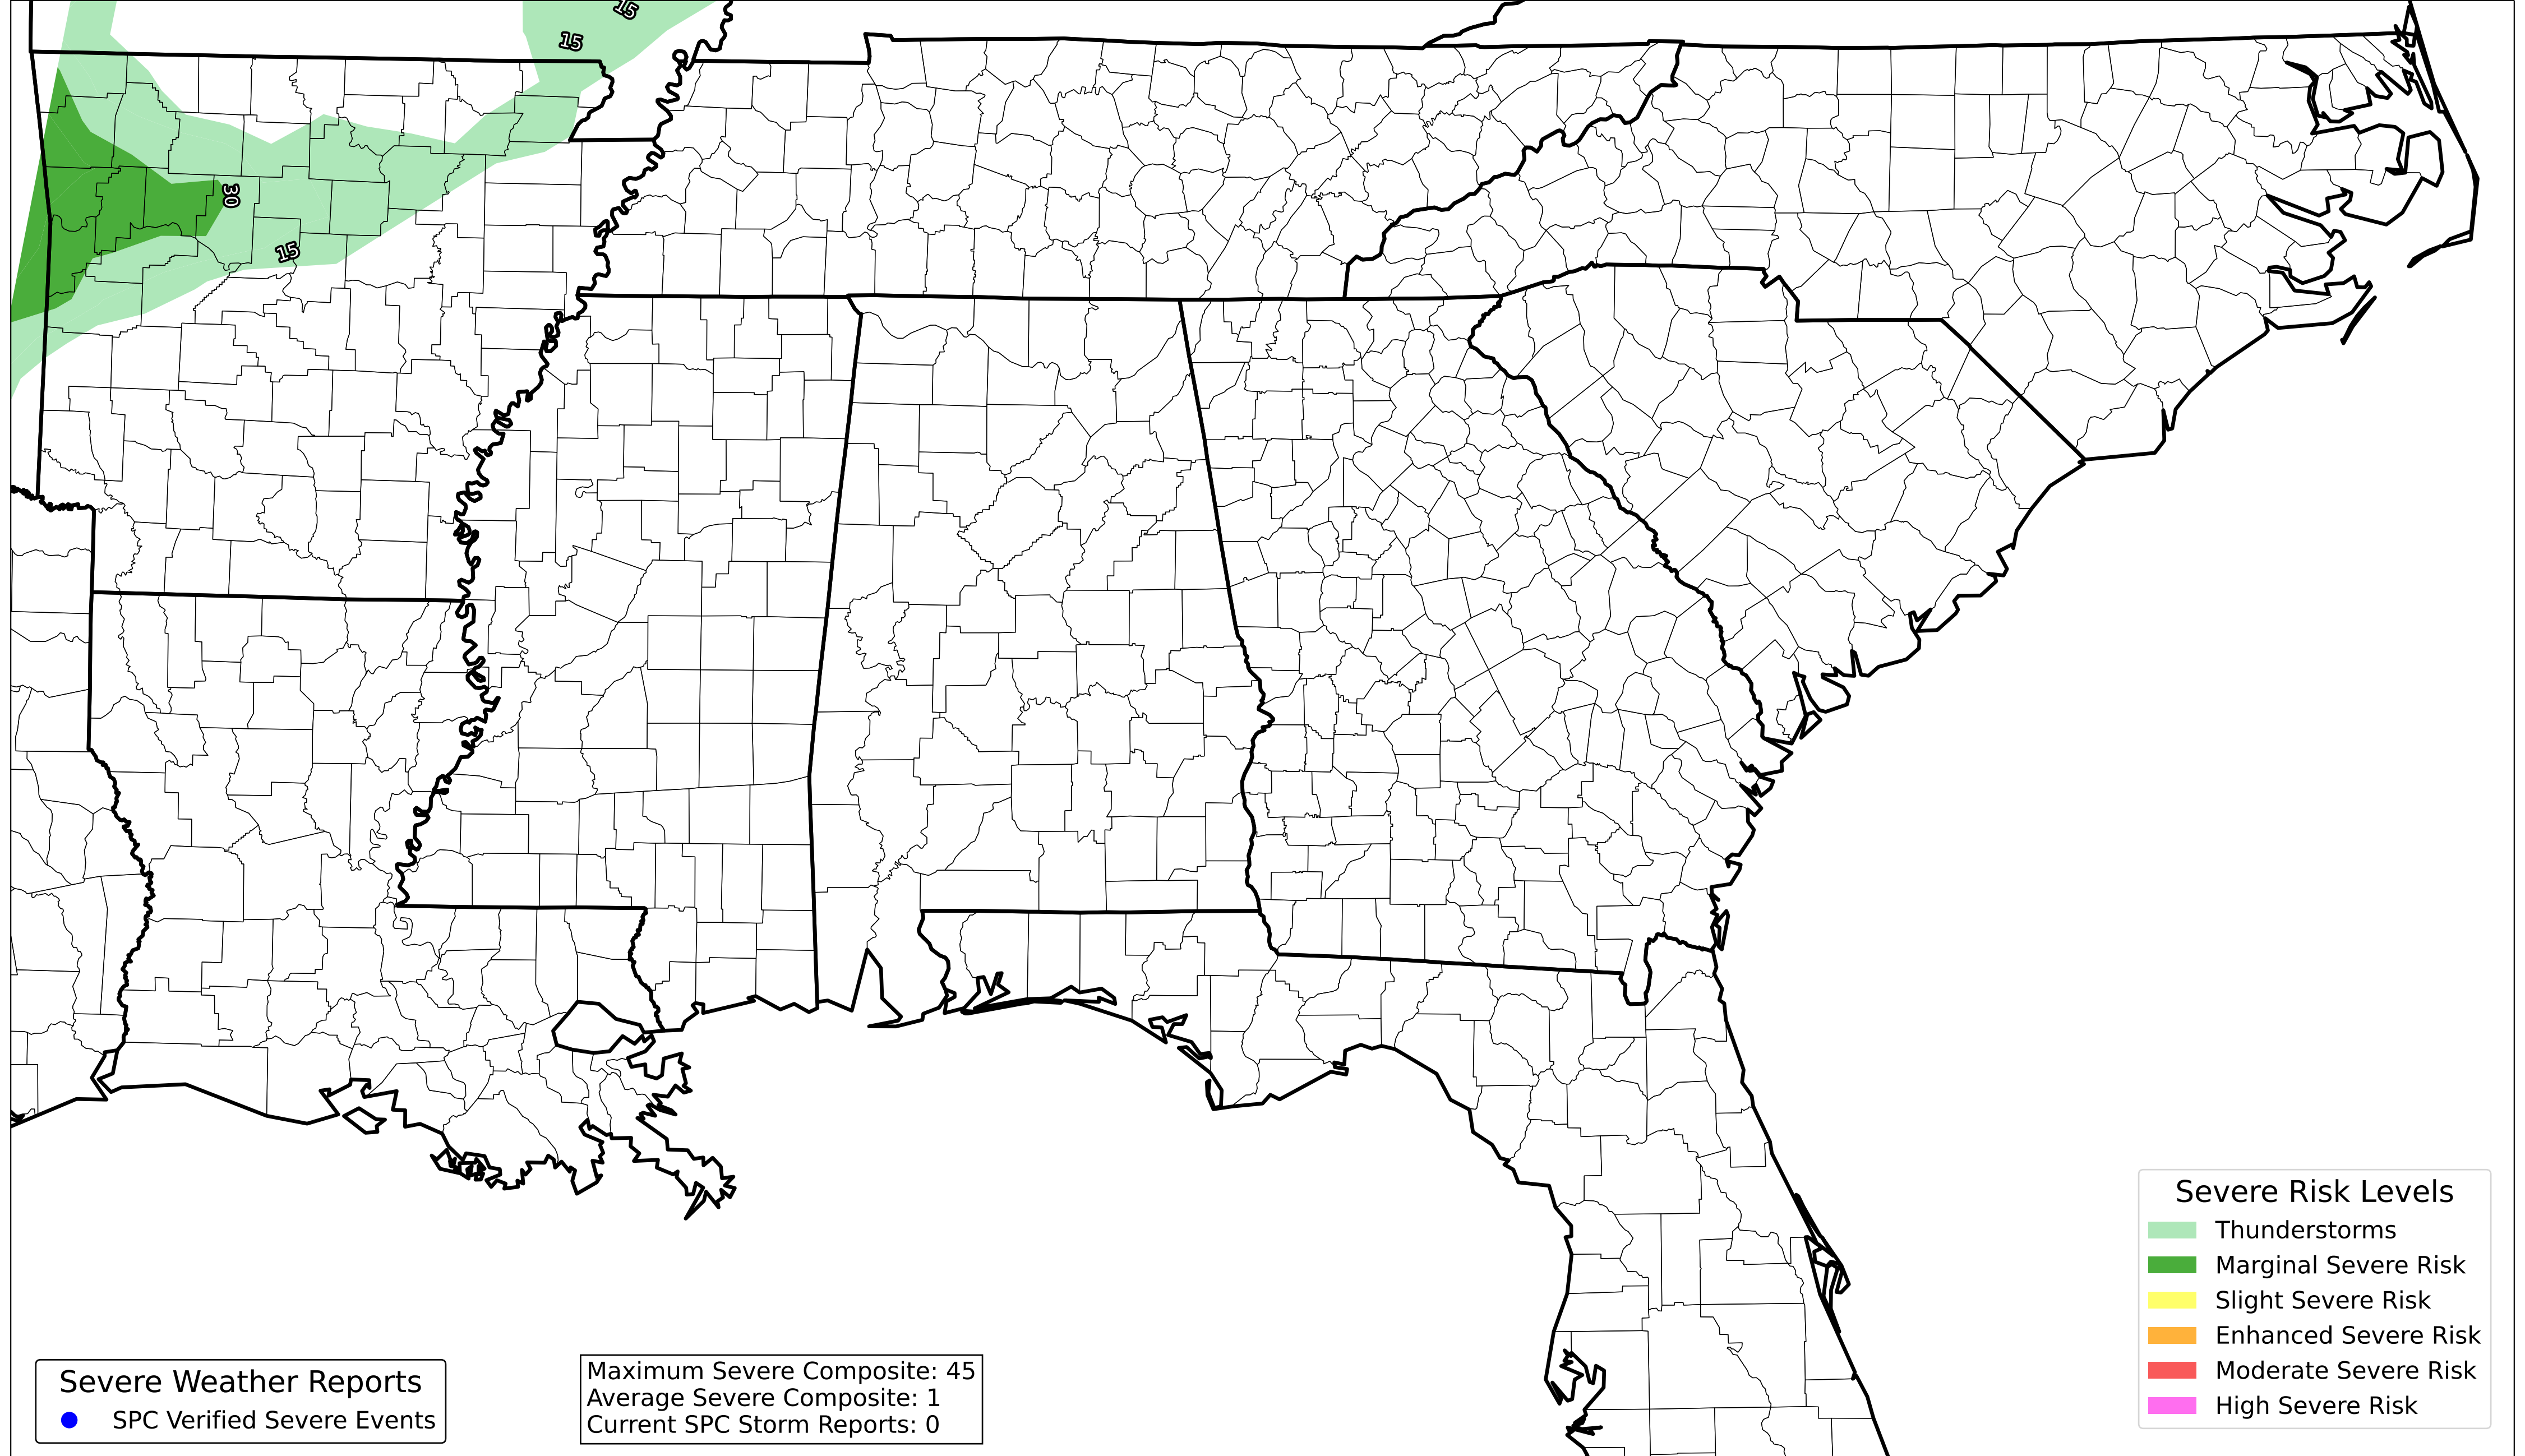 15
15
30
15
Severe Risk Levels
Thunderstorms
Marginal Severe Risk
Slight Severe Risk
Enhanced Severe Risk
Moderate Severe Risk
High Severe Risk
Severe Weather Reports
SPC Verified Severe Events
Maximum Severe Composite: 45
Average Severe Composite: 1
Current SPC Storm Reports: 0